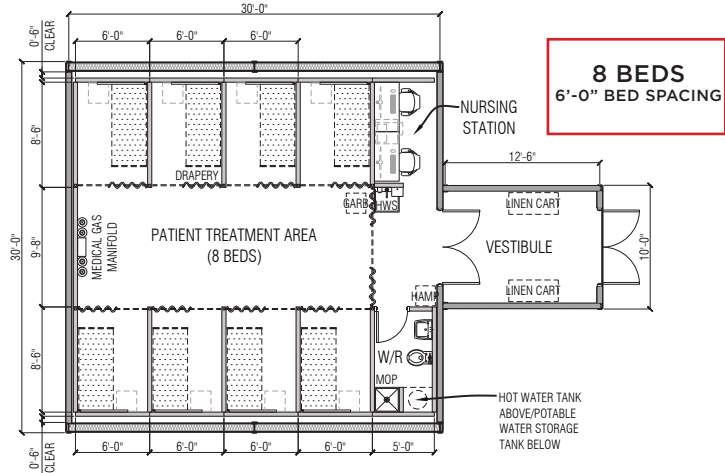 30'-0"
0'-6"
CLEAR
6'-0"
6'-0"
6'-0"
8 BEDS
6'-0" BED SPACING
NURSING
STATION
8'-6"
DRAPERY
12'-6"
GARB
HWS
LINEN CART
30'-0"
9'-8"
MEDICAL GAS
MANIFOLD
PATIENT TREATMENT AREA
(8 BEDS)
VESTIBULE
10'-0"
LINEN CART
HAMP
8'-6"
W/R
MOP
HOT WATER TANK
ABOVE/POTABLE
WATER STORAGE
TANK BELOW
0'-6"
CLEAR
6'-0"
6'-0"
6'-0"
6'-0"
5'-0"